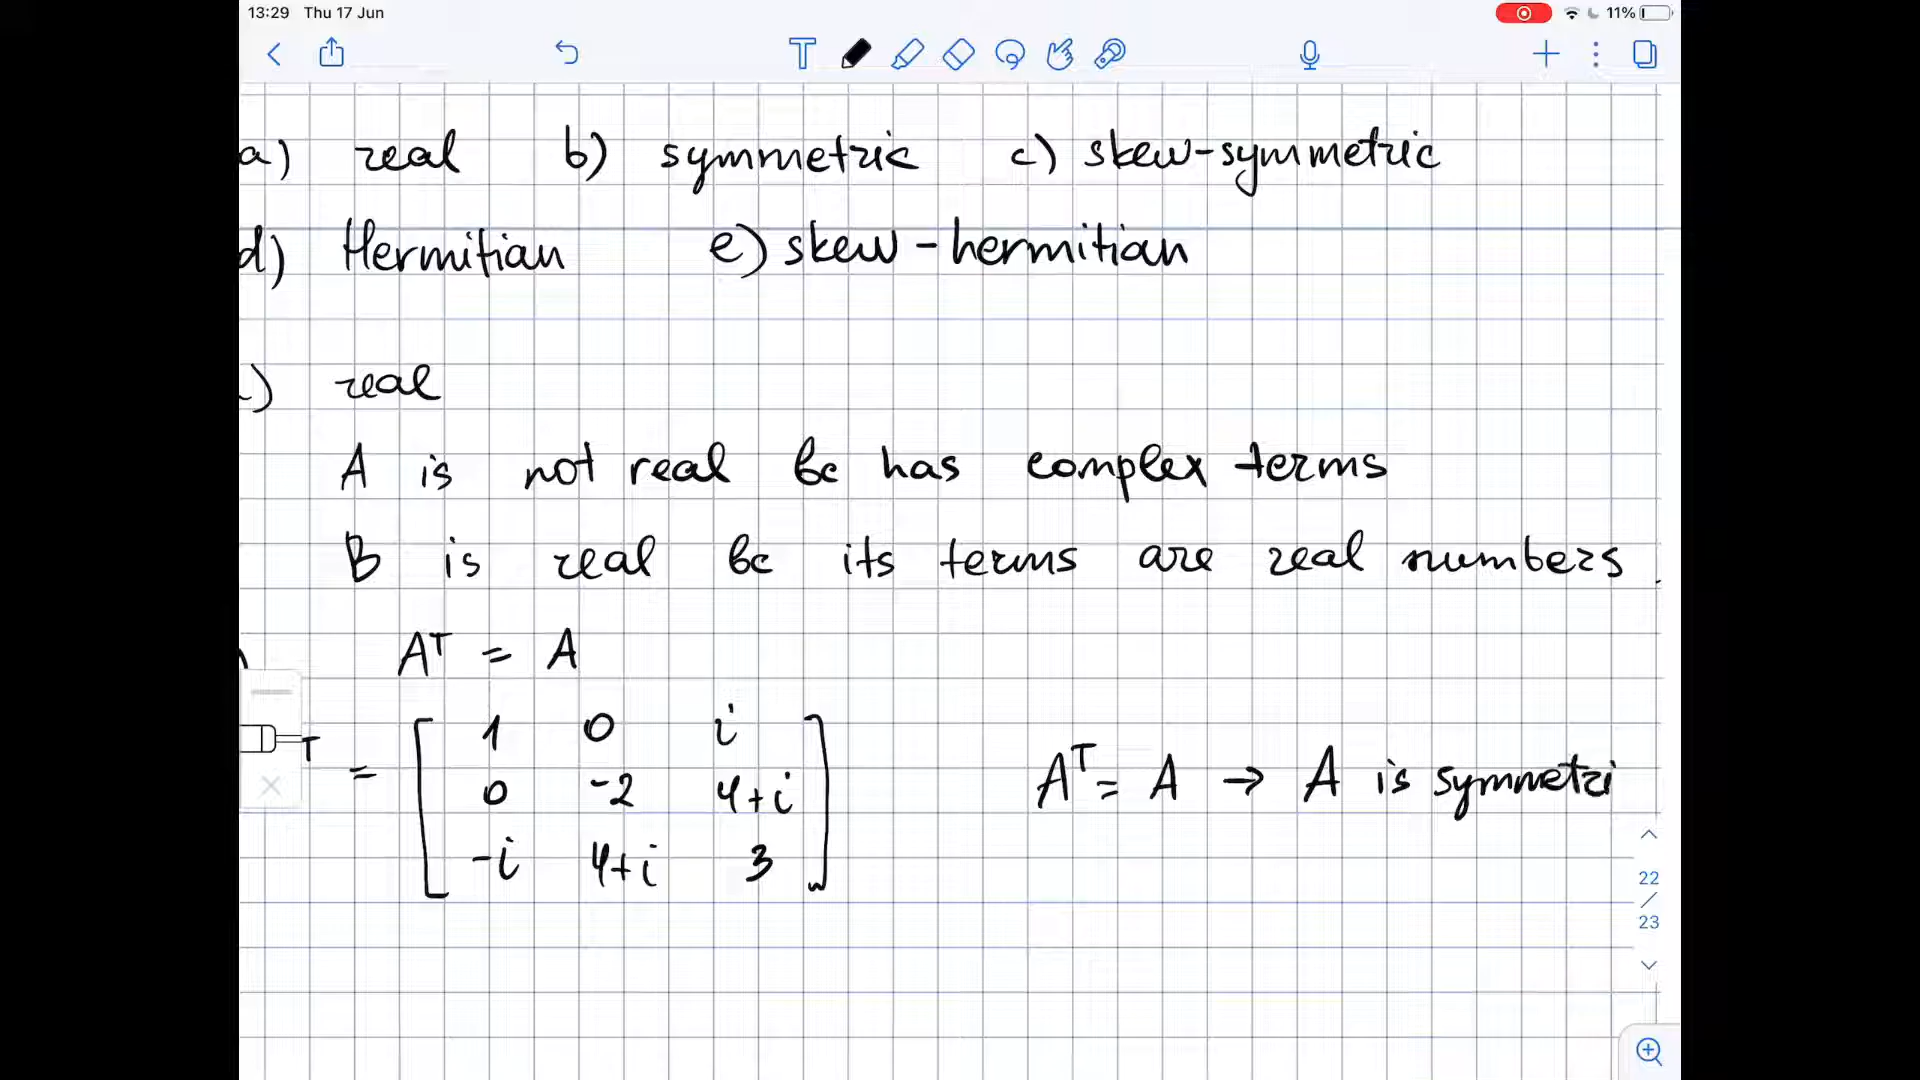 13:29 Thu 17 Jun 11%
a) real b) symmetric c) skew-symmetric
d) Hermitian e) skew-hermitian
) real
A is not real bc has complex terms
B is real bc its terms are real numbers.
Aᵀ = A
ᵀ = [ 1 0 i
0 -2 4+i
-i 4+i 3 ]
Aᵀ = A → A is symmetri
22
/
23